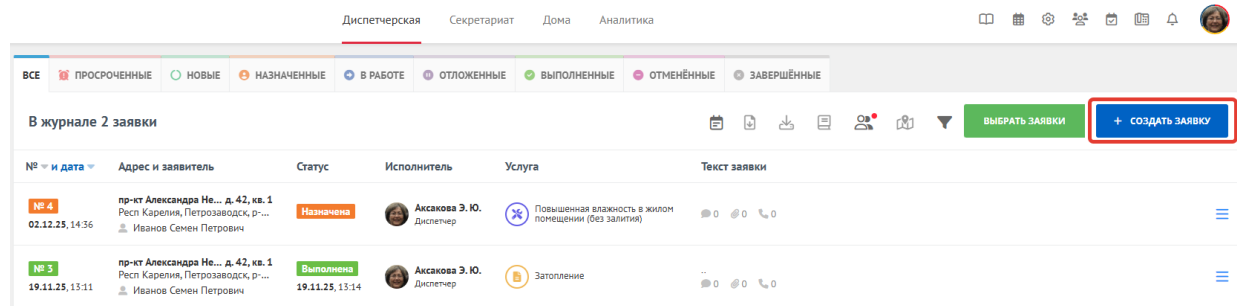 Диспетчерская Секретариат Дома Аналитика
ВСЕ ПРОСРОЧЕННЫЕ НОВЫЕ НАЗНАЧЕННЫЕ В РАБОТЕ ОТЛОЖЕННЫЕ ВЫПОЛНЕННЫЕ ОТМЕНЁННЫЕ ЗАВЕРШЁННЫЕ
В журнале 2 заявки ВЫБРАТЬ ЗАЯВКИ + СОЗДАТЬ ЗАЯВКУ
№ и дата Адрес и заявитель Статус Исполнитель Услуга Текст заявки
№ 4 пр-кт Александра Не... д. 42, кв. 1 Назначена Аксакова Э. Ю. Повышенная влажность в жилом
02.12.25, 14:36 Респ Карелия, Петрозаводск, р-... Диспетчер помещении (без залития) 0 0 0
Иванов Семен Петрович
№ 3 пр-кт Александра Не... д. 42, кв. 1 Выполнена Аксакова Э. Ю. Затопление ..
19.11.25, 13:11 Респ Карелия, Петрозаводск, р-... 19.11.25, 13:14 Диспетчер 0 0 0
Иванов Семен Петрович